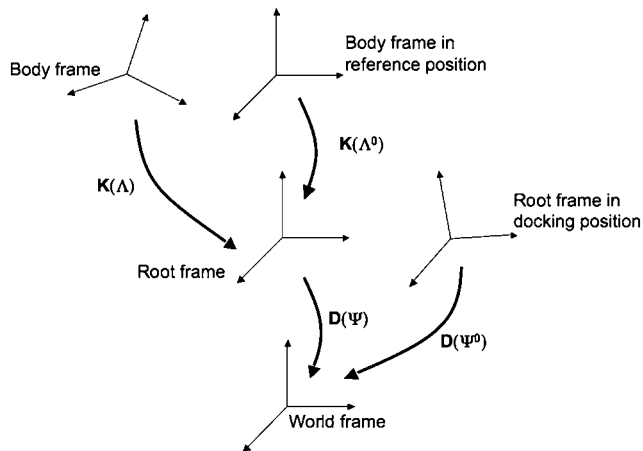 Body frame
Body frame in
reference position
K(Λ⁰)
K(Λ)
Root frame in
docking position
Root frame
D(Ψ)
D(Ψ⁰)
World frame